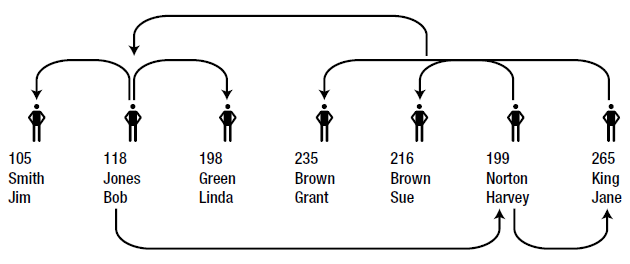 105 118 198 235 216 199 265
Smith Jones Green Brown Brown Norton King
Jim Bob Linda Grant Sue Harvey Jane